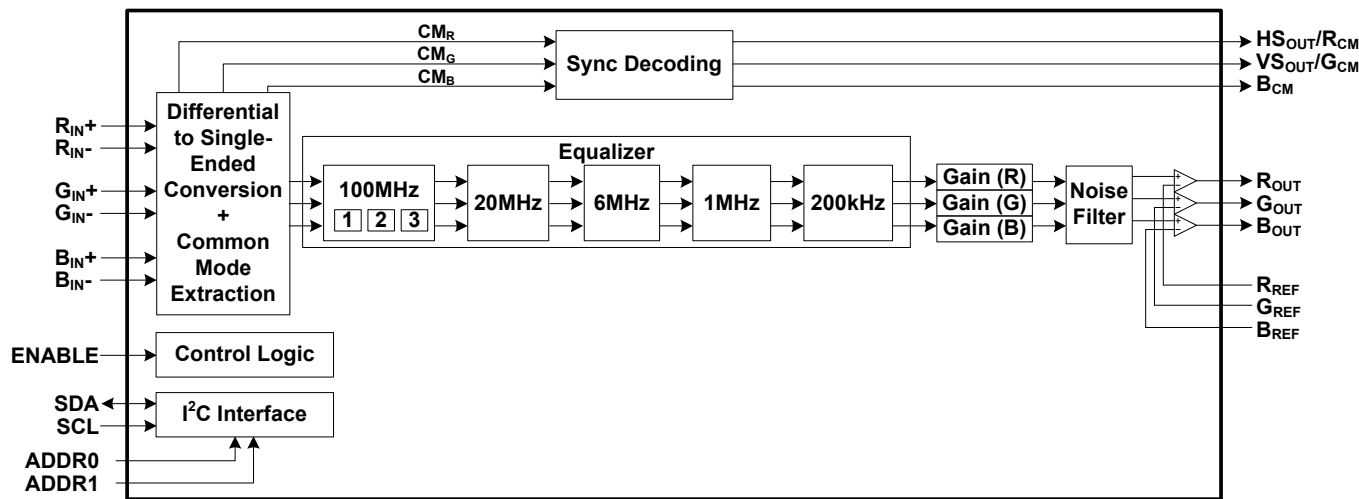 CM_R
CM_G
CM_B
Sync Decoding
HS_OUT/R_CM
VS_OUT/G_CM
B_CM
R_IN+
R_IN-
G_IN+
G_IN-
B_IN+
B_IN-
Differential
to Single-
Ended
Conversion
+
Common
Mode
Extraction
Equalizer
100MHz
1 2 3
20MHz
6MHz
1MHz
200kHz
Gain (R)
Gain (G)
Gain (B)
Noise
Filter
+
−
+
−
+
−
R_OUT
G_OUT
B_OUT
R_REF
G_REF
B_REF
ENABLE
Control Logic
SDA
SCL
I²C Interface
ADDR0
ADDR1